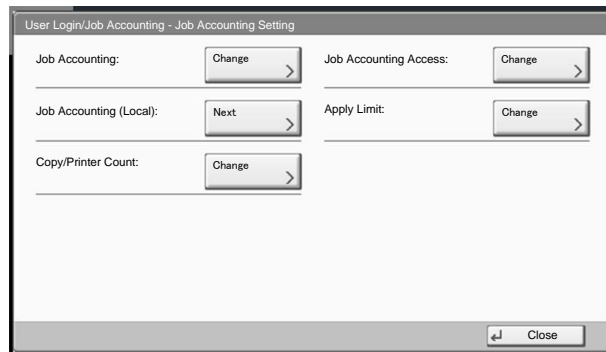 User Login/Job Accounting - Job Accounting Setting
Job Accounting: Change Job Accounting Access: Change
Job Accounting (Local): Next Apply Limit: Change
Copy/Printer Count: Change
Close